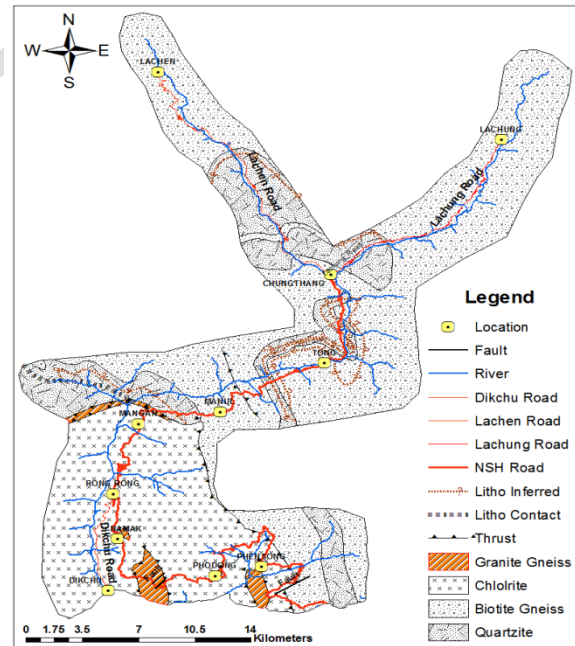 N
W E
S
LACHEN
LACHUNG
Lachen Road
Lachung Road
CHUNGTHANG
TONG
MANUL
MANGAN
RONG RONG
NAMAK
Dikchu Road
DIKCHU
PHODONG
Fault
Legend
Location
Fault
River
Dikchu Road
Lachen Road
Lachung Road
NSH Road
Litho Inferred
Litho Contact
Thrust
Granite Gneiss
Chlolrite
Biotite Gneiss
Quartzite
0 1.75 3.5 7 10.5 14
Kilometers